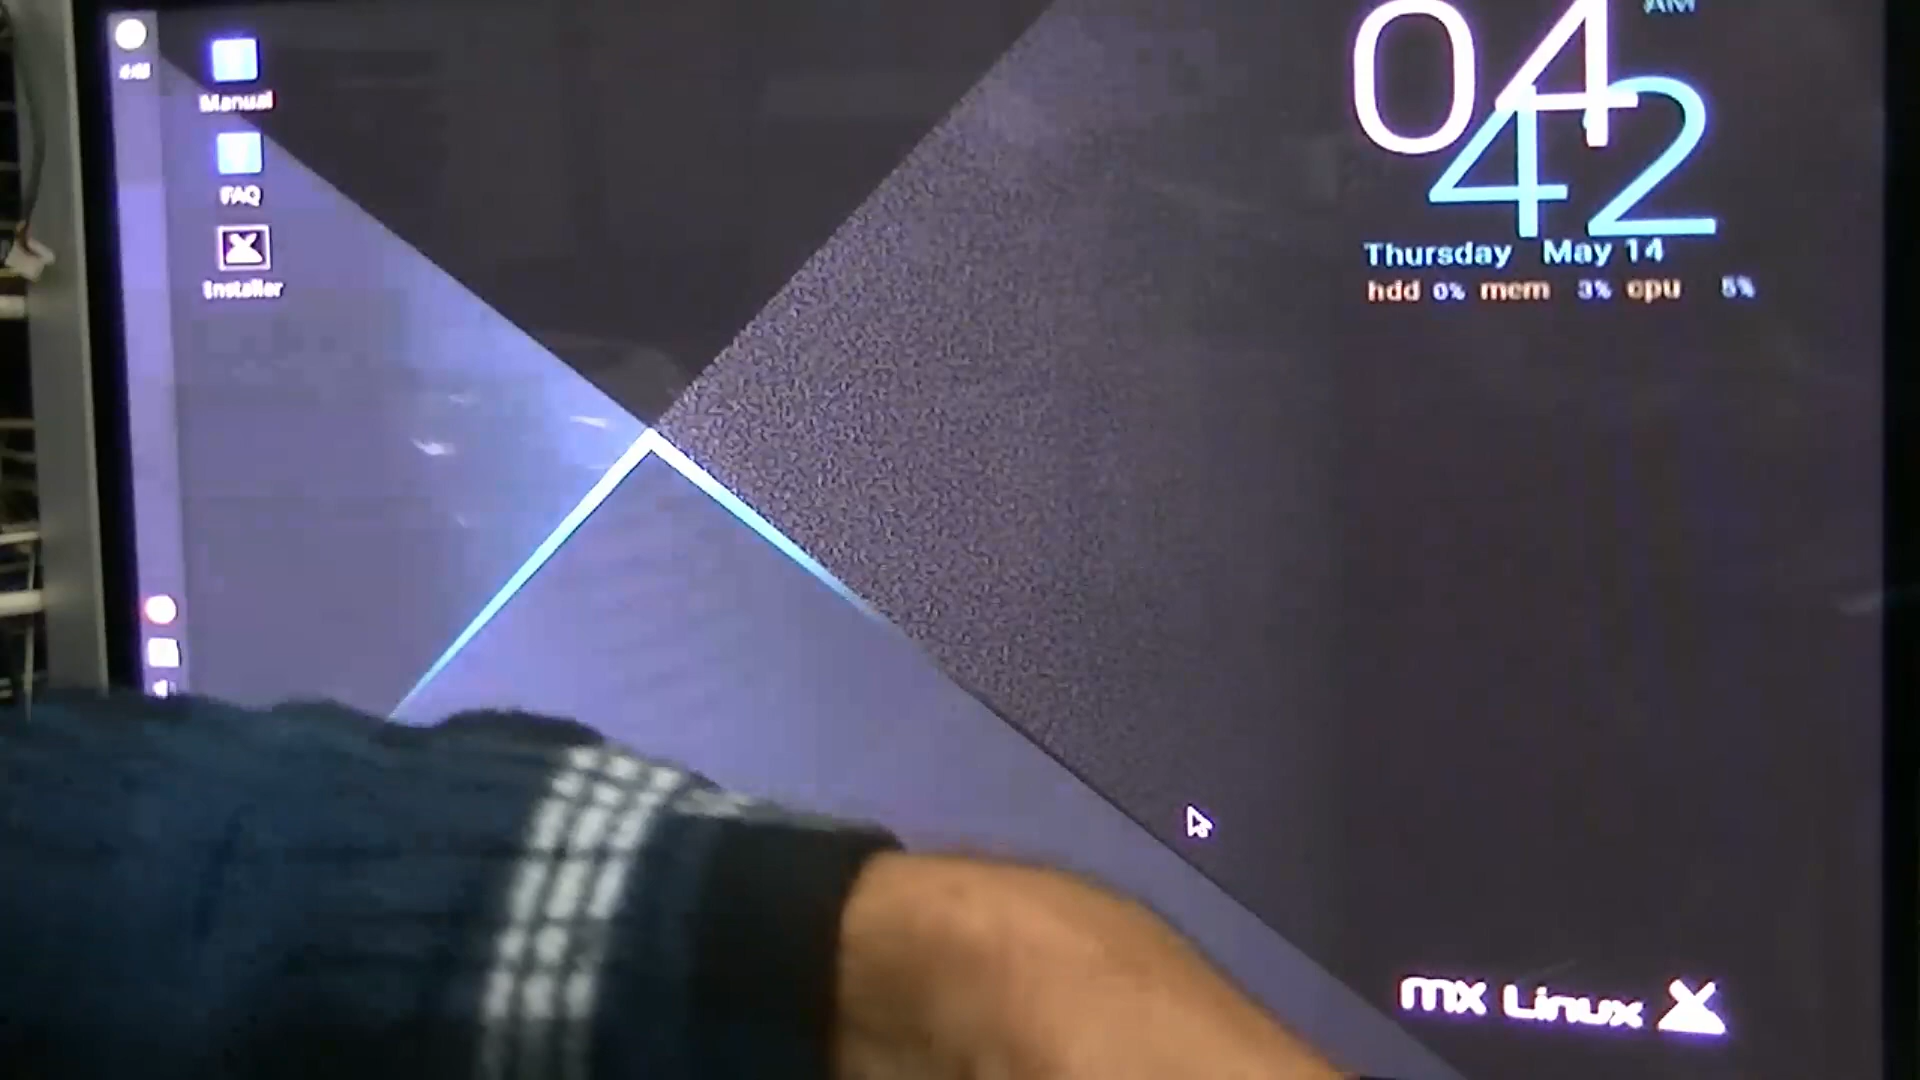 AM
04
42
Thursday May 14
hdd 0% mem 3% cpu 5%
Manual
FAQ
Installer
mx Linux